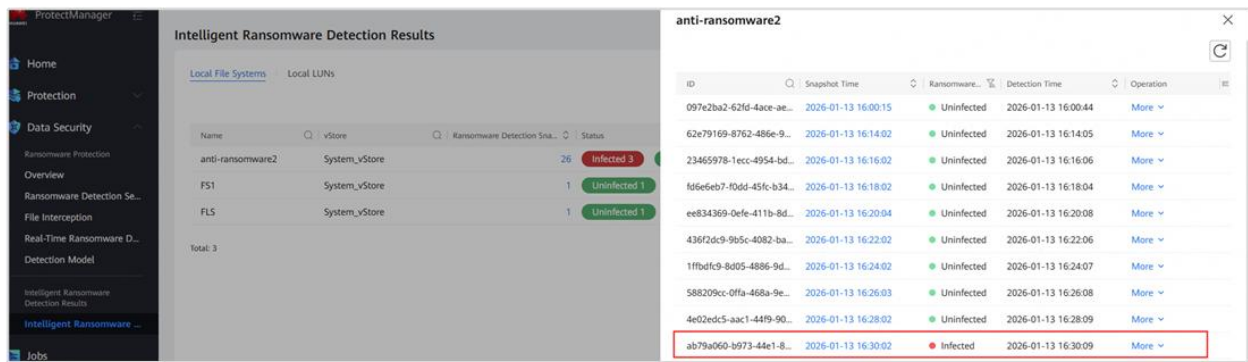 HUAWEI
ProtectManager
Home
Protection
Data Security
Ransomware Protection
Overview
Ransomware Detection Se...
File Interception
Real-Time Ransomware D...
Detection Model
Intelligent Ransomware
Detection Results
Intelligent Ransomware ...
Jobs
Intelligent Ransomware Detection Results
Local File Systems Local LUNs
Name vStore Ransomware Detection Sna... Status
anti-ransomware2 System_vStore 26 Infected 3
FS1 System_vStore 1 Uninfected 1
FLS System_vStore 1 Uninfected 1
Total: 3
anti-ransomware2
ID Snapshot Time Ransomware... Detection Time Operation
097e2ba2-62fd-4ace-ae... 2026-01-13 16:00:15 Uninfected 2026-01-13 16:00:44 More
62e79169-8762-486e-9... 2026-01-13 16:14:02 Uninfected 2026-01-13 16:14:05 More
23465978-1ecc-4954-bd... 2026-01-13 16:16:02 Uninfected 2026-01-13 16:16:06 More
fd6e6eb7-f0dd-45fc-b34... 2026-01-13 16:18:02 Uninfected 2026-01-13 16:18:04 More
ee834369-0efe-411b-8d... 2026-01-13 16:20:04 Uninfected 2026-01-13 16:20:08 More
436f2dc9-9b5c-4082-ba... 2026-01-13 16:22:02 Uninfected 2026-01-13 16:22:06 More
1ffbdfc9-8d05-4886-9d... 2026-01-13 16:24:02 Uninfected 2026-01-13 16:24:07 More
588209cc-0ffa-468a-9e... 2026-01-13 16:26:03 Uninfected 2026-01-13 16:26:08 More
4e02edc5-aac1-44f9-90... 2026-01-13 16:28:02 Uninfected 2026-01-13 16:28:09 More
ab79a060-b973-44e1-8... 2026-01-13 16:30:02 Infected 2026-01-13 16:30:09 More